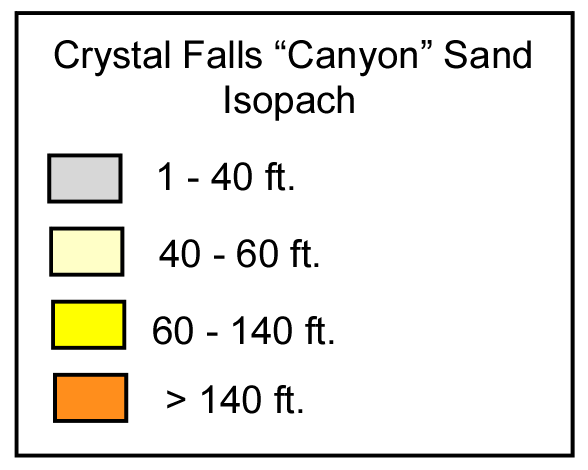 Crystal Falls “Canyon” Sand
Isopach
1 - 40 ft.
40 - 60 ft.
60 - 140 ft.
> 140 ft.